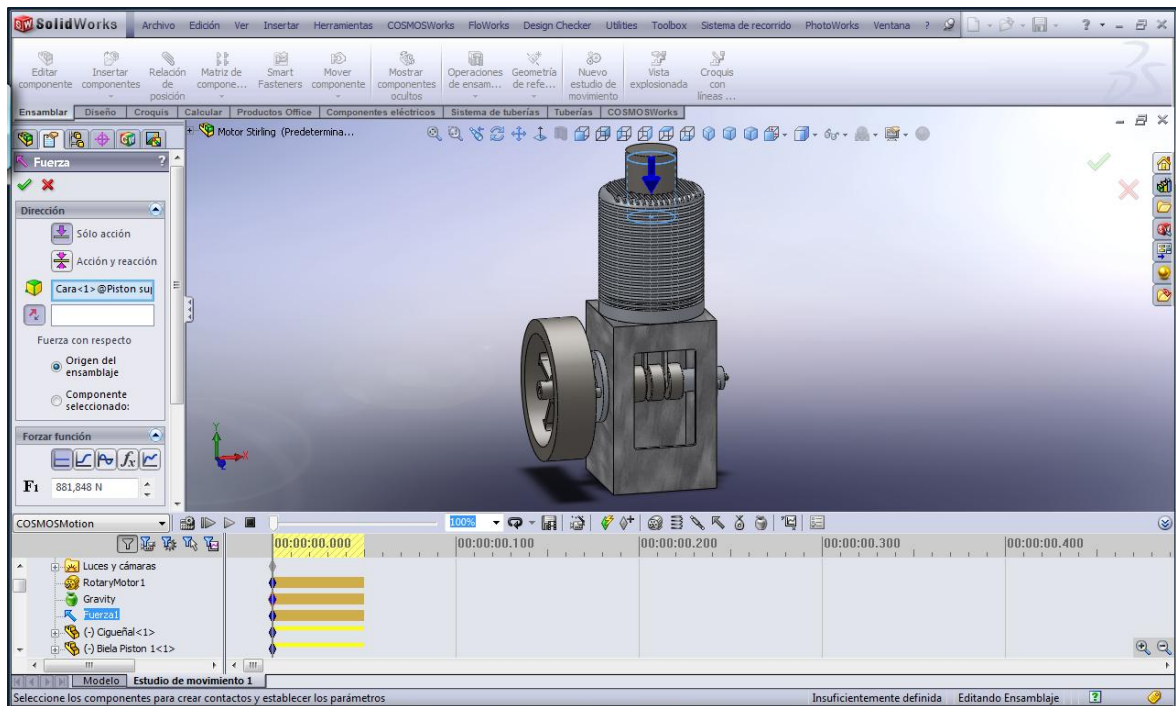 SolidWorks Archivo Edición Ver Insertar Herramientas COSMOSWorks FloWorks Design Checker Utilities Toolbox Sistema de recorrido PhotoWorks Ventana ?
Editar componente Insertar componentes Relación de posición Matriz de compone... Smart Fasteners Mover componente Mostrar componentes ocultos Operaciones de ensam... Geometría de refe... Nuevo estudio de movimiento Vista explosionada Croquis con líneas ...
Ensamblar Diseño Croquis Calcular Productos Office Componentes eléctricos Sistema de tuberías Tuberías COSMOSWorks
Motor Stirling (Predetermina...
Fuerza ?
Dirección
Sólo acción
Acción y reacción
Cara<1>@Piston su
Fuerza con respecto
Origen del
ensamblaje
Componente
seleccionado:
Forzar función
F1 881,848 N
Y
X
COSMOSMotion 100%
00:00:00.000 00:00:00.100 00:00:00.200 00:00:00.300 00:00:00.400
Luces y cámaras
RotaryMotor1
Gravity
Fuerza1
(-) Cigueñal<1>
(-) Biela Piston 1<1>
Modelo Estudio de movimiento 1
Seleccione los componentes para crear contactos y establecer los parámetros Insuficientemente definida Editando Ensamblaje